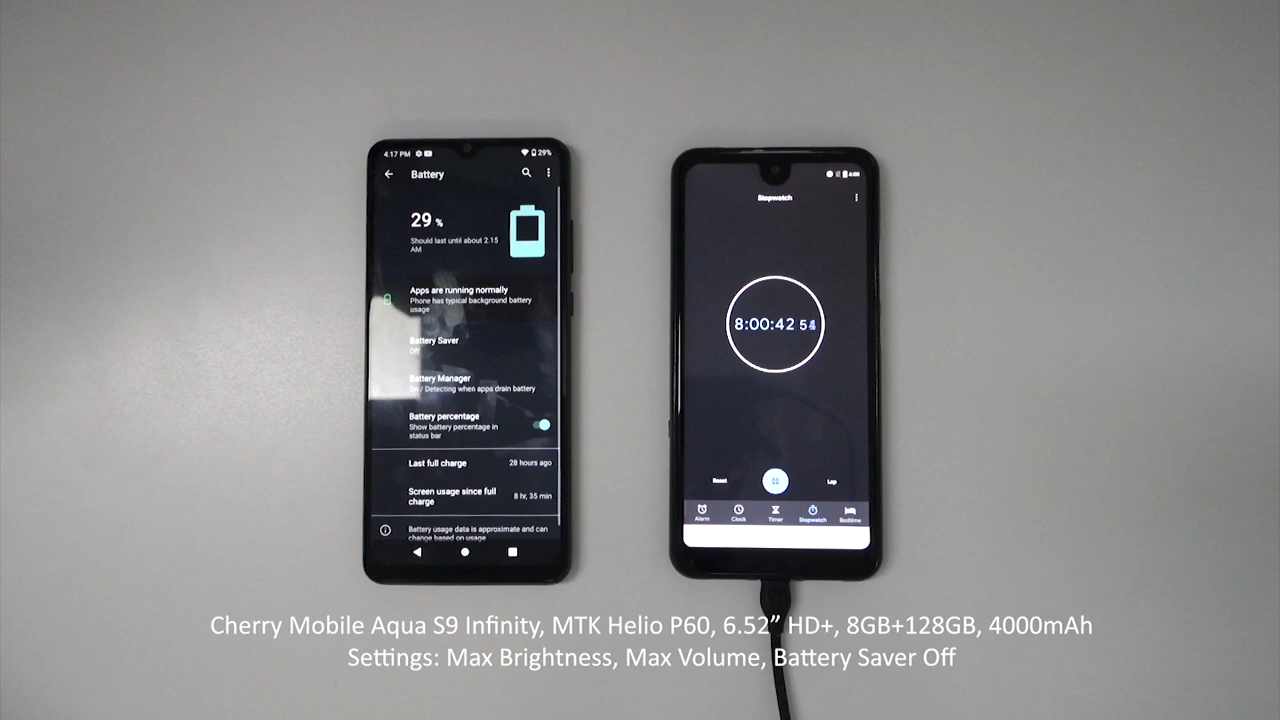 4.17 PM
29%
Battery
29 %
Should last until about 2.15
AM
Apps are running normally
Phone has typical background battery
usage
Battery Saver
Off
Battery Manager
On / Detecting when apps drain battery
Battery percentage
Show battery percentage in
status bar
Last full charge 28 hours ago
Screen usage since full
charge
8 hr, 35 min
Battery usage data is approximate and can
change based on usage
4:00
Stopwatch
8:00:42
Reset
Lap
Alarm Clock Timer Stopwatch Bedtime
Cherry Mobile Aqua S9 Infinity, MTK Helio P60, 6.52” HD+, 8GB+128GB, 4000mAh
Settings: Max Brightness, Max Volume, Battery Saver Off